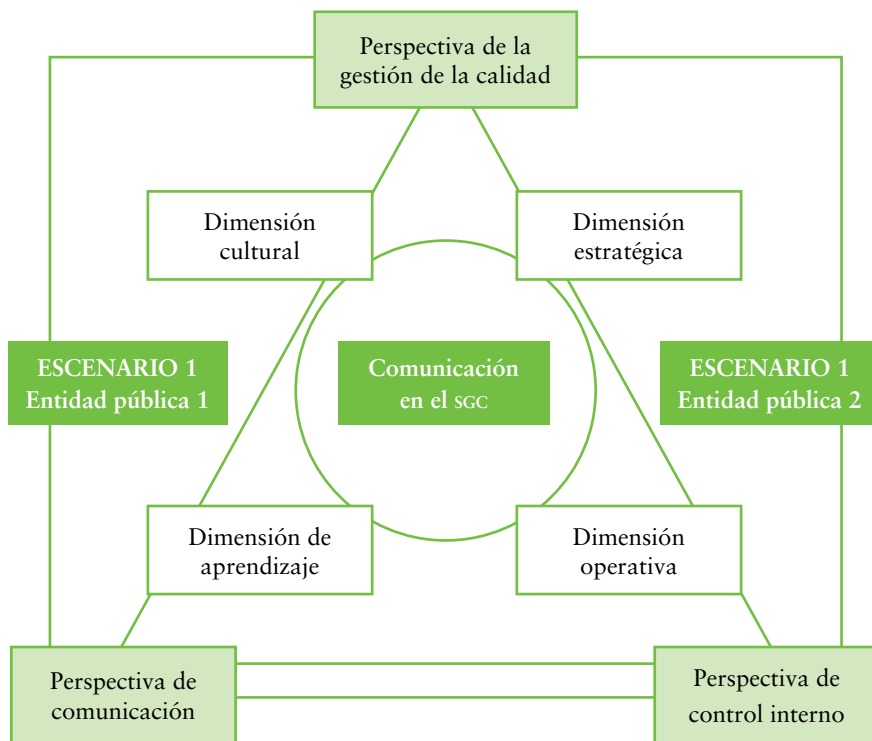 Perspectiva de la
gestión de la calidad
Dimensión
cultural
Dimensión
estratégica
ESCENARIO 1
Entidad pública 1
Comunicación
en el SGC
ESCENARIO 1
Entidad pública 2
Dimensión de
aprendizaje
Dimensión
operativa
Perspectiva de
comunicación
Perspectiva de
control interno